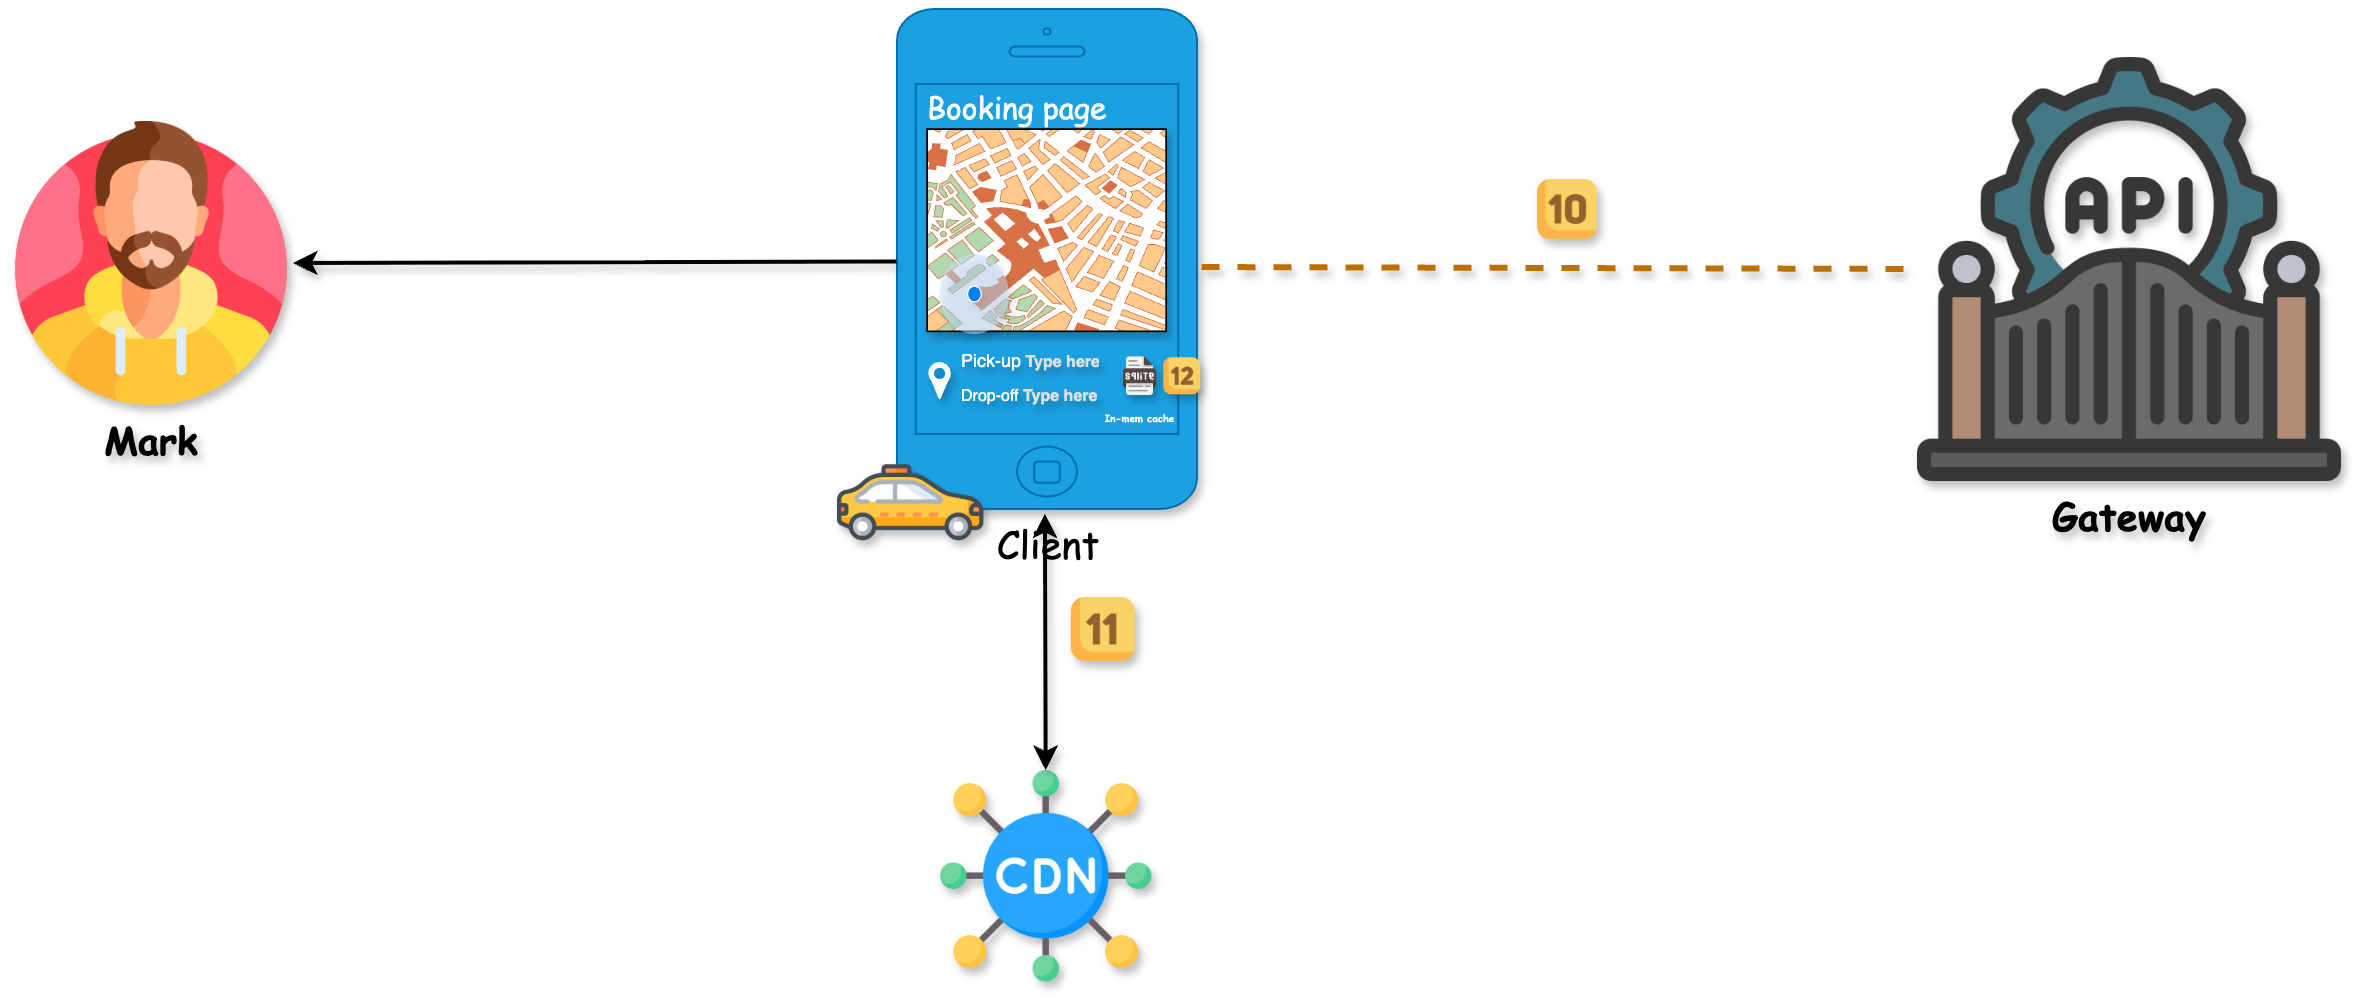 Booking page
API
10
Pick-up Type here
SQLITE
12
Drop-off Type here
In-mem cache
Mark
Gateway
Client
11
CDN